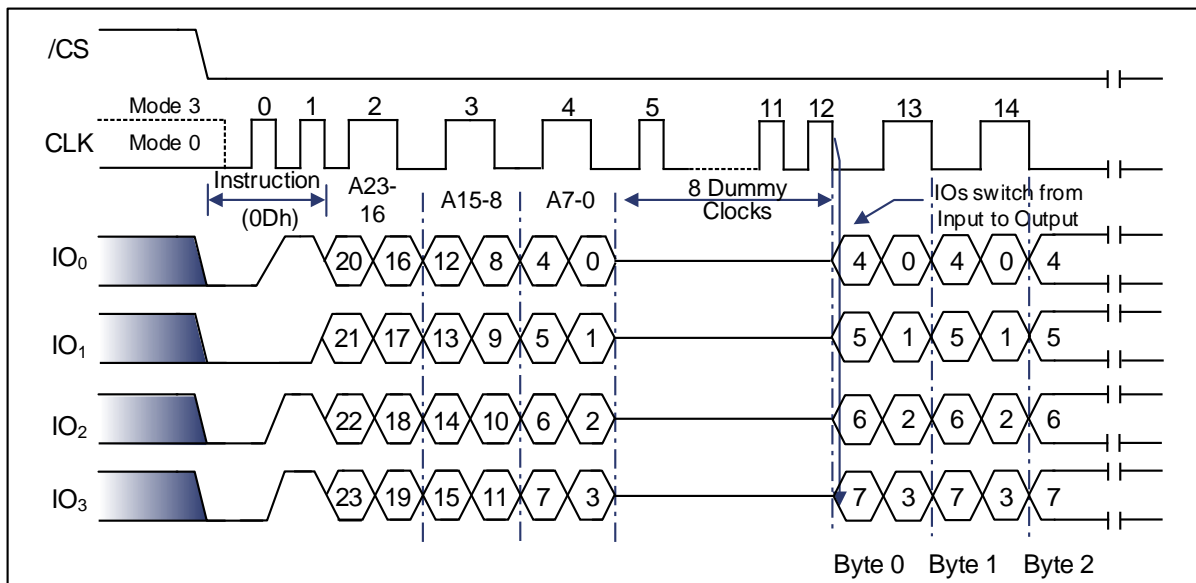 /CS
Mode 3
0 1 2 3 4 5 11 12 13 14
CLK
Mode 0
Instruction
(0Dh)
A23-
16
A15-8
A7-0
8 Dummy
Clocks
IOs switch from
Input to Output
IO₀
20 16 12 8 4 0 4 0 4 0 4
IO₁
21 17 13 9 5 1 5 1 5 1 5
IO₂
22 18 14 10 6 2 6 2 6 2 6
IO₃
23 19 15 11 7 3 7 3 7 3 7
Byte 0 Byte 1 Byte 2